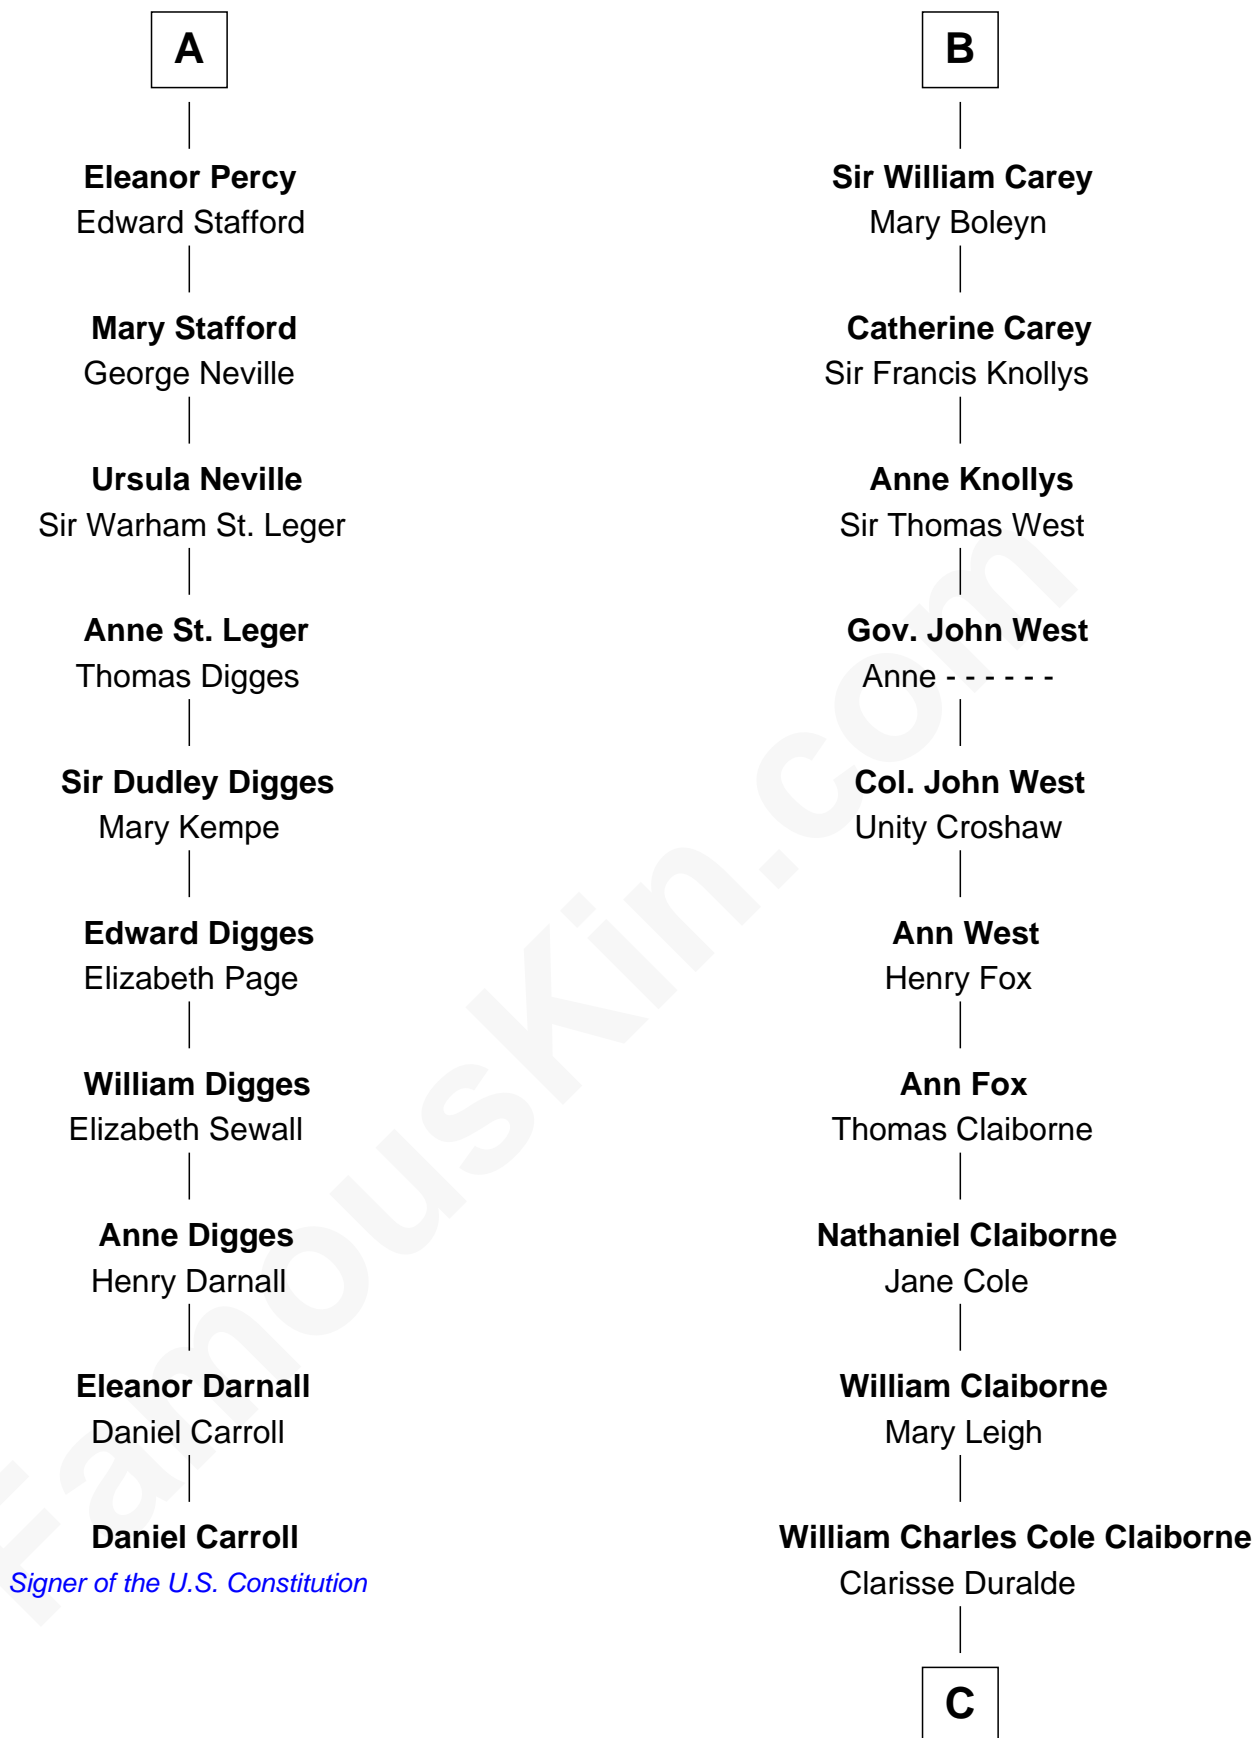 A
Eleanor Percy
Edward Stafford
Mary Stafford
George Neville
Ursula Neville
Sir Warham St. Leger
Anne St. Leger
Thomas Digges
Sir Dudley Digges
Mary Kempe
Edward Digges
Elizabeth Page
William Digges
Elizabeth Sewall
Anne Digges
Henry Darnall
Eleanor Darnall
Daniel Carroll
Daniel Carroll
Signer of the U.S. Constitution
B
Sir William Carey
Mary Boleyn
Catherine Carey
Sir Francis Knollys
Anne Knollys
Sir Thomas West
Gov. John West
Anne - - - - - -
Col. John West
Unity Croshaw
Ann West
Henry Fox
Ann Fox
Thomas Claiborne
Nathaniel Claiborne
Jane Cole
William Claiborne
Mary Leigh
William Charles Cole Claiborne
Clarisse Duralde
C
FamousKin.com